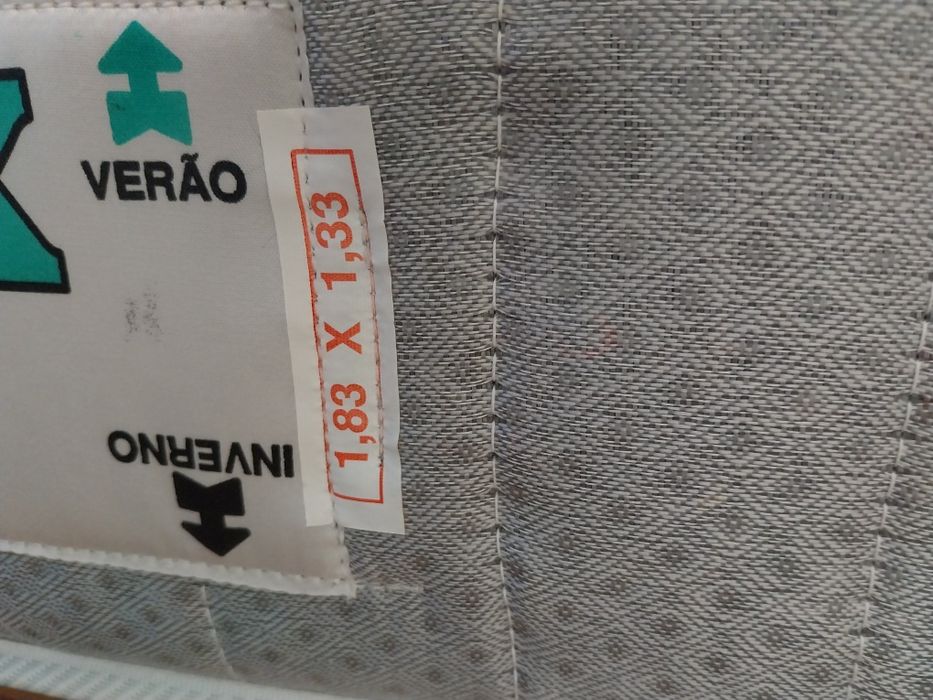 VERÃO
1,83 X 1,33
INVERNO